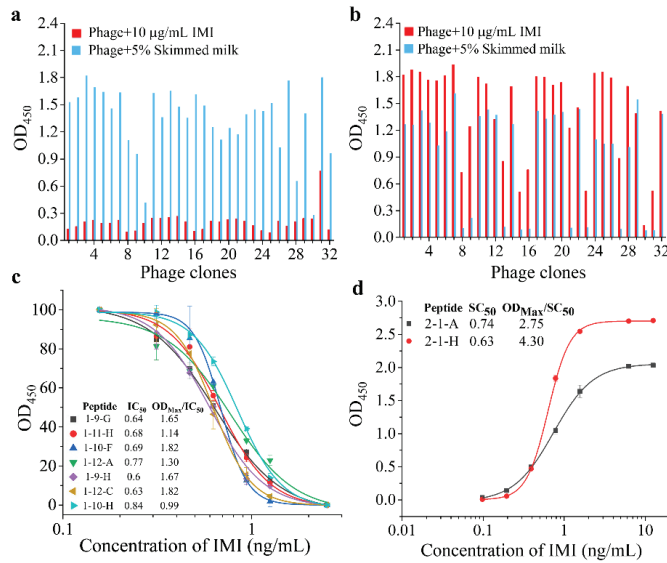 a
2.4
2.1
1.8
1.5
1.2
0.9
0.6
0.3
0.0
OD450
Phage+10 μg/mL IMI
Phage+5% Skimmed milk
4 8 12 16 20 24 28 32
Phage clones
b
2.4
2.1
1.8
1.5
1.2
0.9
0.6
0.3
0.0
OD450
Phage+10 μg/mL IMI
Phage+5% Skimmed milk
4 8 12 16 20 24 28 32
Phage clones
c
100
80
60
40
20
0
OD450
Peptide IC50 ODMax/IC50
1-9-G 0.64 1.65
1-11-H 0.68 1.14
1-10-F 0.69 1.82
1-12-A 0.77 1.30
1-9-H 0.6 1.67
1-12-C 0.63 1.82
1-10-H 0.84 0.99
0.1 1
Concentration of IMI (ng/mL)
d
3.0
2.5
2.0
1.5
1.0
0.5
0.0
OD450
Peptide SC50 ODMax/SC50
2-1-A 0.74 2.75
2-1-H 0.63 4.30
0.01 0.1 1 10
Concentration of IMI (ng/mL)